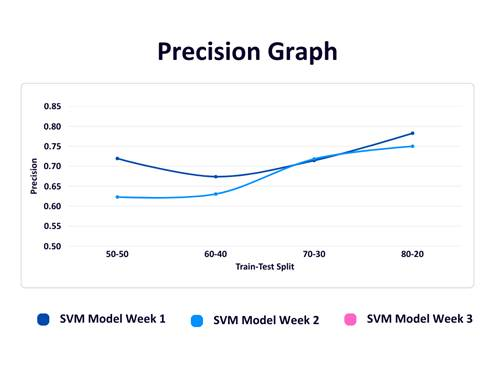 Precision Graph
0.85
0.80
0.75
0.70
0.65
0.60
0.55
0.50
Precision
50-50 60-40 70-30 80-20
Train-Test Split
SVM Model Week 1 SVM Model Week 2 SVM Model Week 3